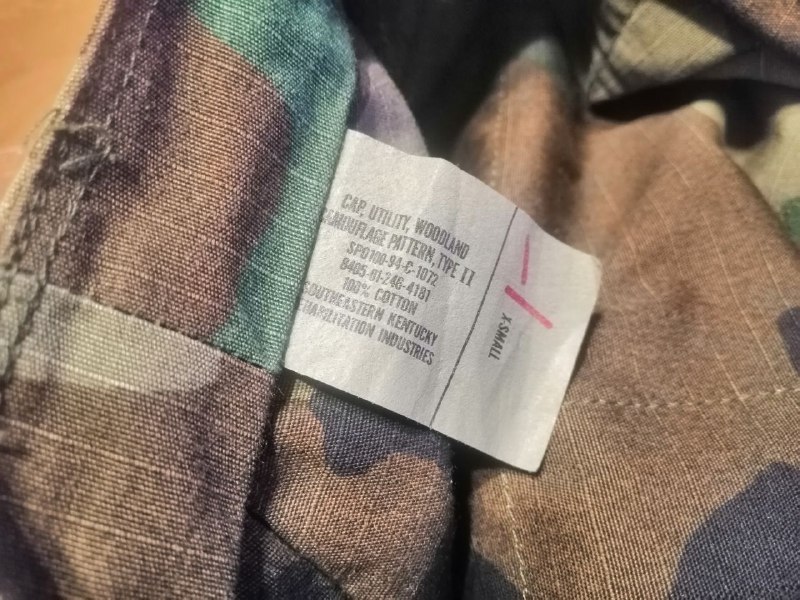 CAP, UTILITY, WOODLAND
CAMOUFLAGE PATTERN, TYPE II
SPO100-94-C-1072
8405-01-246-4181
100% COTTON
SOUTHEASTERN KENTUCKY
REHABILITATION INDUSTRIES
X-SMALL